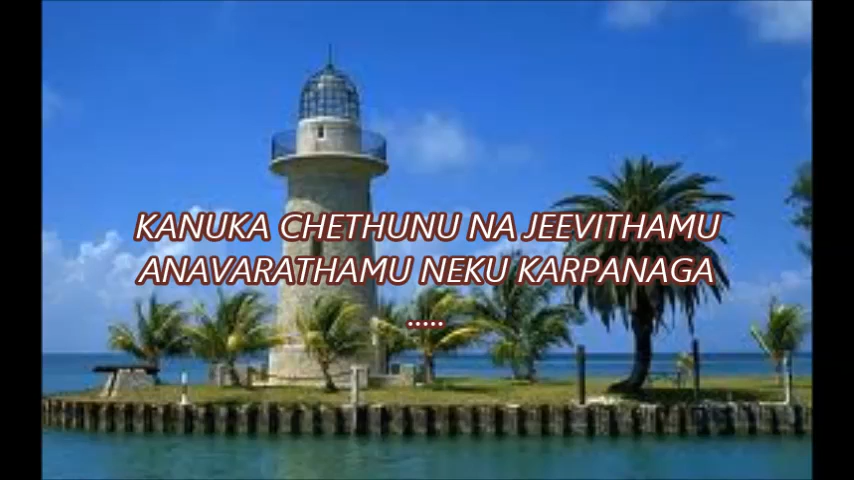 KANUKA CHETHUNU NA JEEVITHAMU
ANAVARATHAMU NEKU KARPANAGA
.....